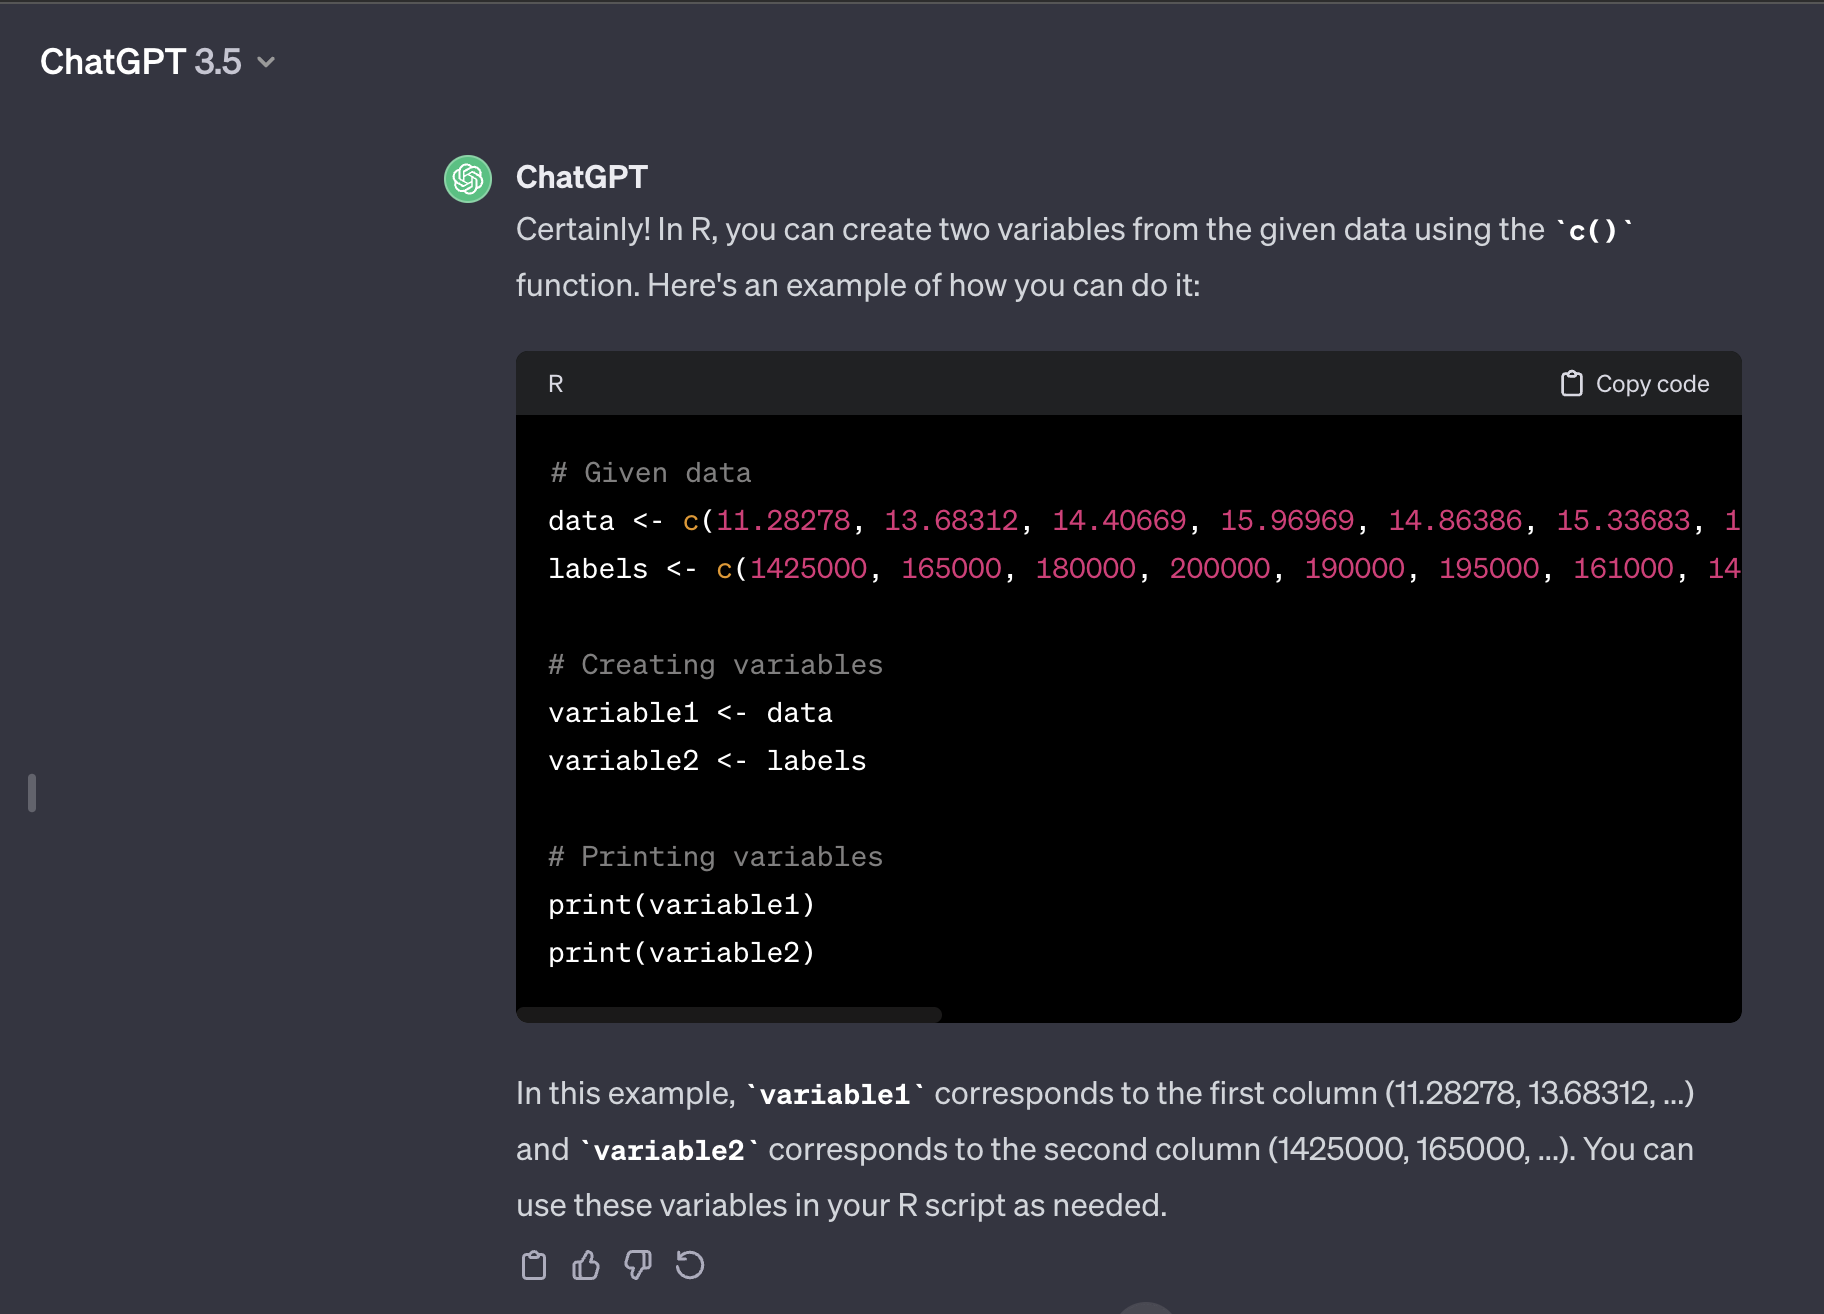 ChatGPT 3.5
ChatGPT
Certainly! In R, you can create two variables from the given data using the `c()`
function. Here's an example of how you can do it:
R
Copy code
# Given data
data <- c(11.28278, 13.68312, 14.40669, 15.96969, 14.86386, 15.33683, 1
labels <- c(1425000, 165000, 180000, 200000, 190000, 195000, 161000, 14
# Creating variables
variable1 <- data
variable2 <- labels
# Printing variables
print(variable1)
print(variable2)
In this example, `variable1` corresponds to the first column (11.28278, 13.68312, ...)
and `variable2` corresponds to the second column (1425000, 165000, ...). You can
use these variables in your R script as needed.